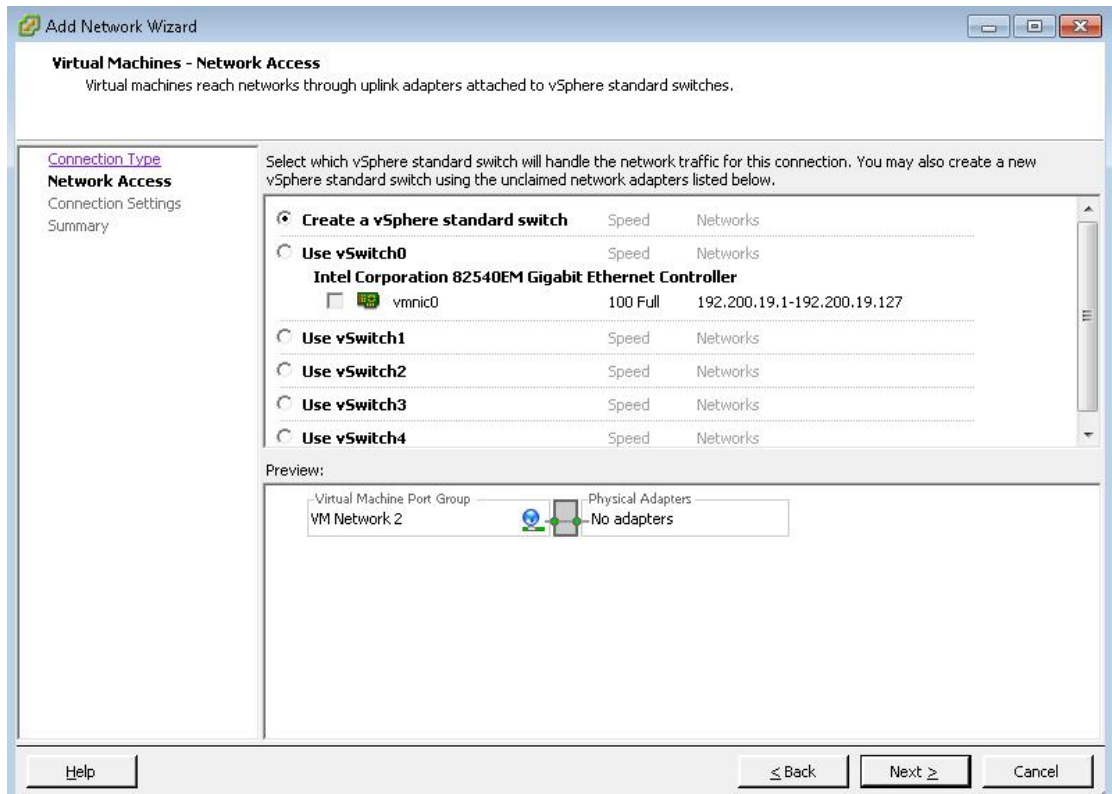 Add Network Wizard
Virtual Machines - Network Access
Virtual machines reach networks through uplink adapters attached to vSphere standard switches.
Connection Type
Network Access
Connection Settings
Summary
Select which vSphere standard switch will handle the network traffic for this connection. You may also create a new
vSphere standard switch using the unclaimed network adapters listed below.
Create a vSphere standard switch Speed Networks
Use vSwitch0 Speed Networks
Intel Corporation 82540EM Gigabit Ethernet Controller
vmnic0 100 Full 192.200.19.1-192.200.19.127
Use vSwitch1 Speed Networks
Use vSwitch2 Speed Networks
Use vSwitch3 Speed Networks
Use vSwitch4 Speed Networks
Preview:
Virtual Machine Port Group Physical Adapters
VM Network 2 No adapters
Help < Back Next > Cancel